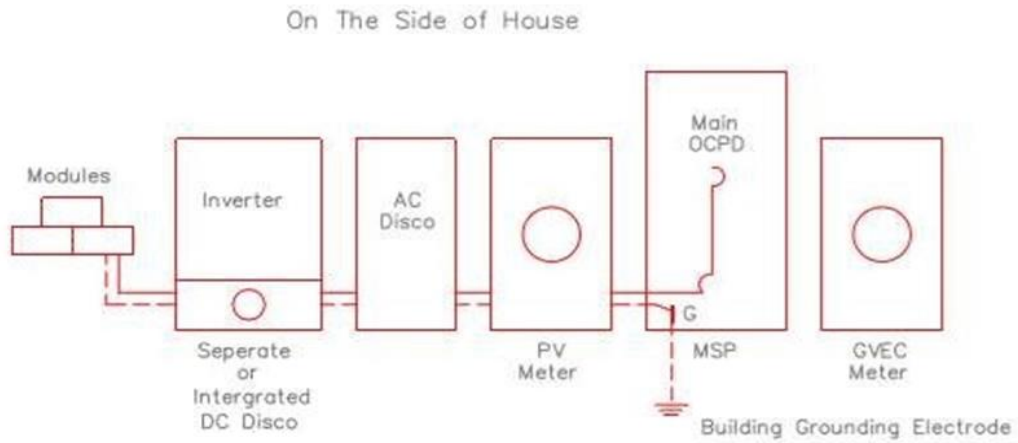 On The Side of House
Modules
Inverter
AC
Disco
Main
OCPD
G
Seperate
or
Intergrated
DC Disco
PV
Meter
MSP
GVEC
Meter
Building Grounding Electrode